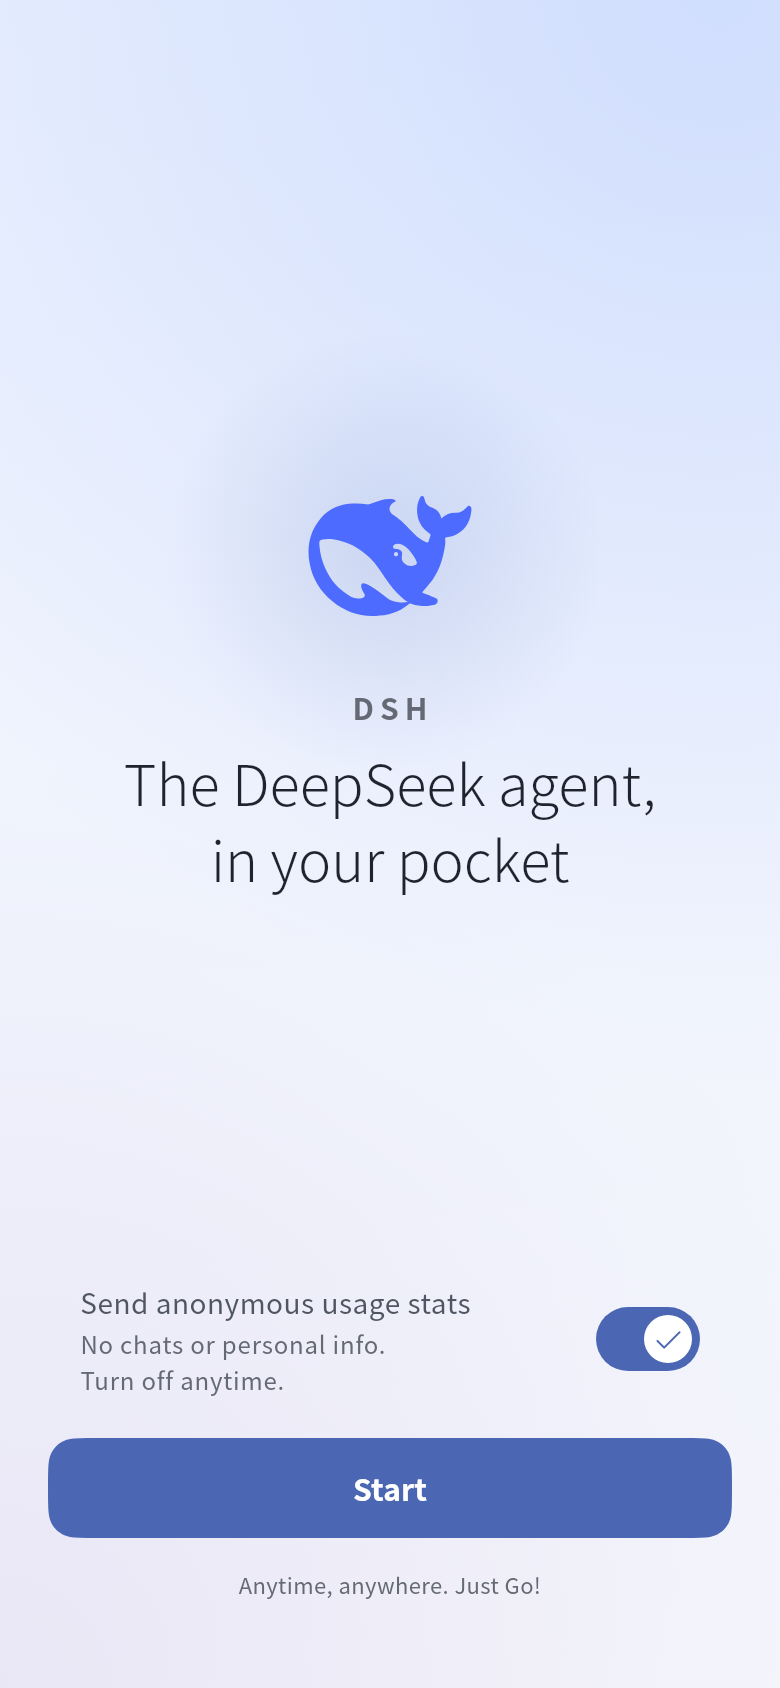 DSH
The DeepSeek agent,
in your pocket
Send anonymous usage stats
No chats or personal info.
Turn off anytime.
Start
Anytime, anywhere. Just Go!